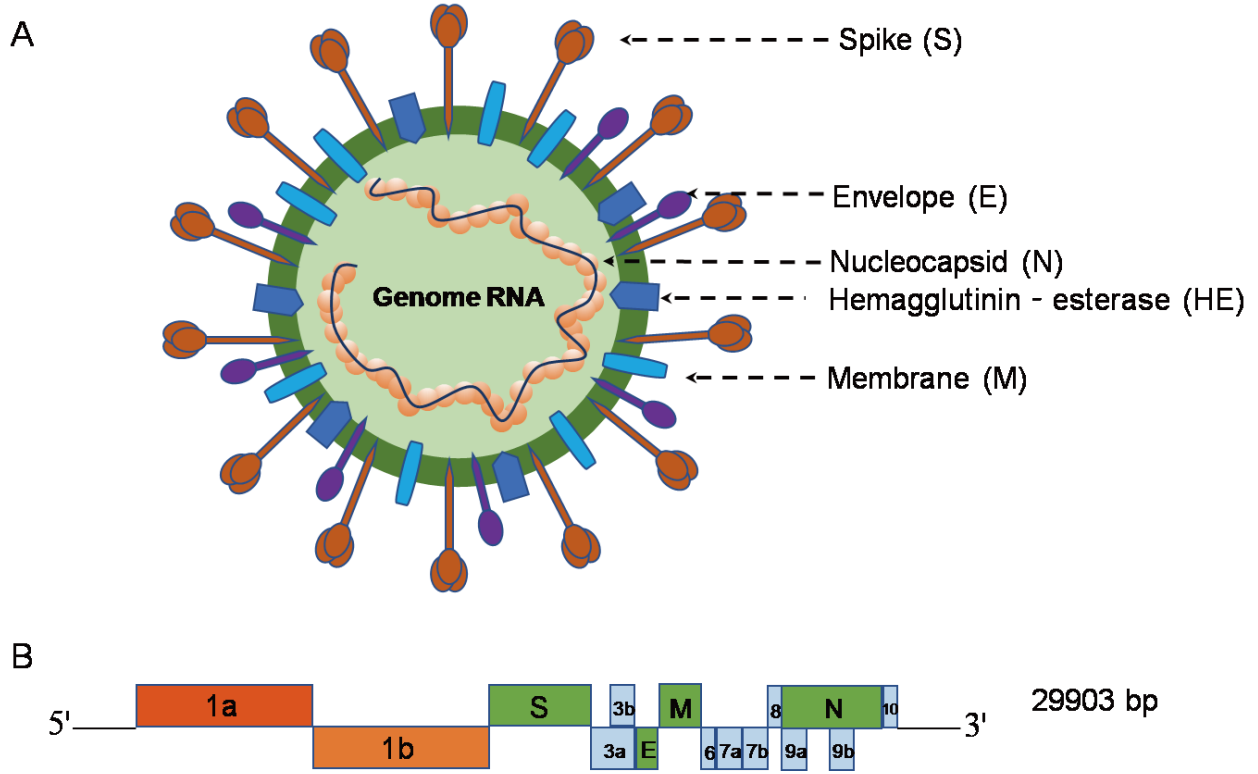 A
Spike (S)
Envelope (E)
Nucleocapsid (N)
Genome RNA
Hemagglutinin - esterase (HE)
Membrane (M)
B
5' 1a S 3b M 8 N 10 3' 29903 bp
1b 3a E 6 7a 7b 9a 9b